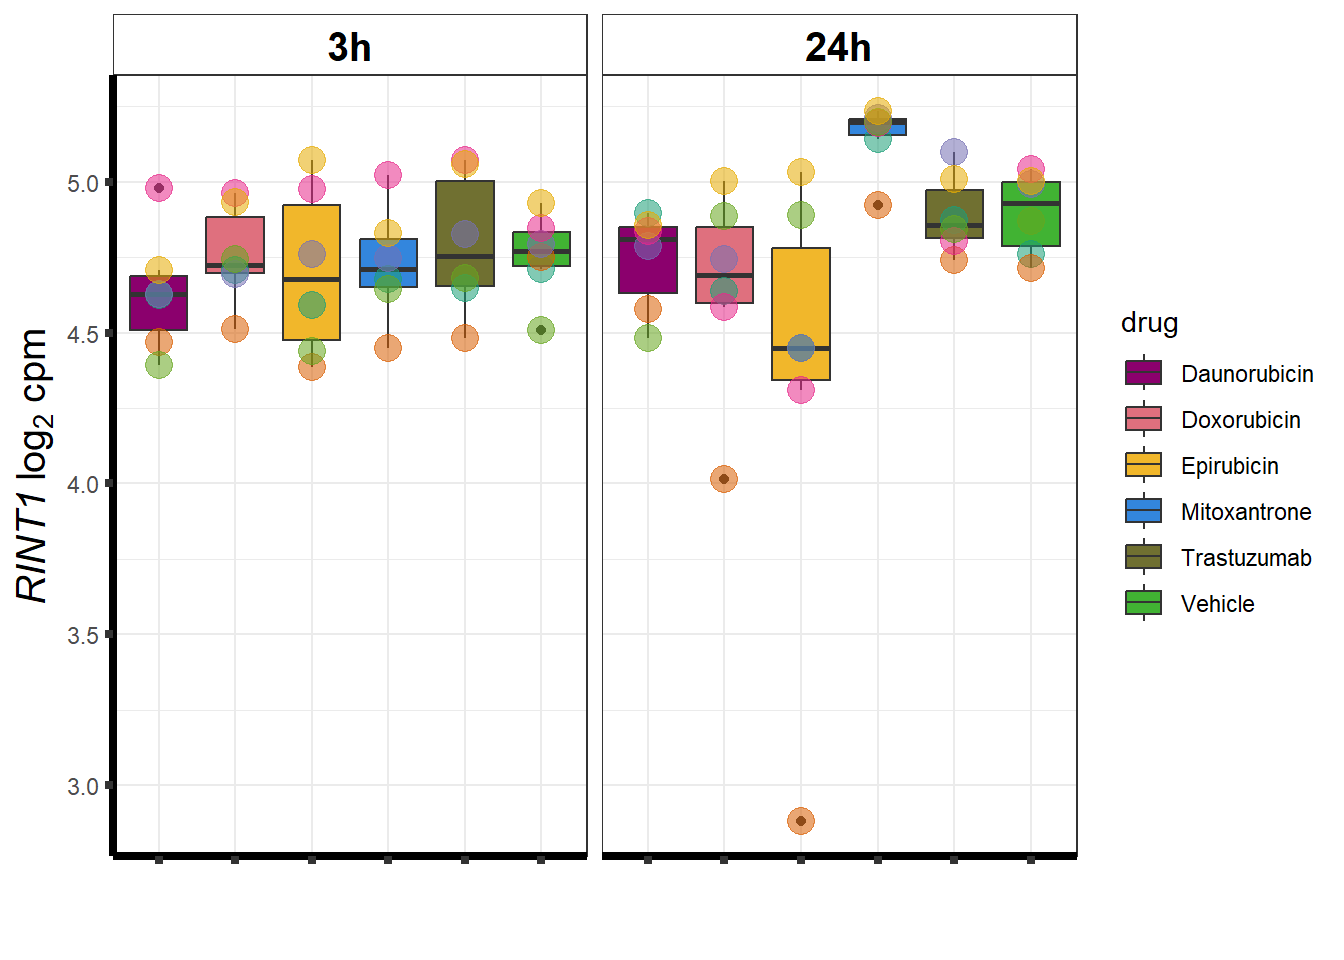 3h
24h
5.0
4.5
4.0
3.5
3.0
RINT1 log₂ cpm
drug
Daunorubicin
Doxorubicin
Epirubicin
Mitoxantrone
Trastuzumab
Vehicle